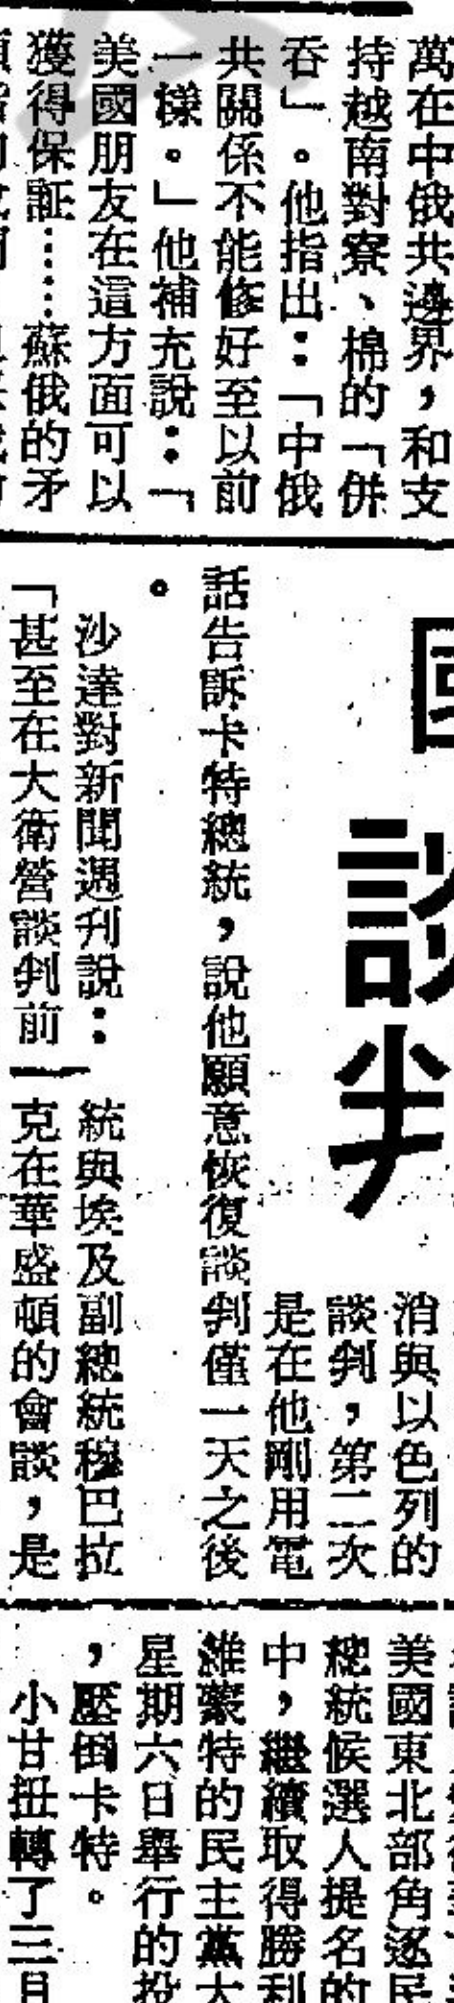 萬在中俄共邊界，和支
持越南對寮、棉的「併
吞」。他指出：「中俄
共關係不能修好至以前
一樣。」他補充說：「
美國朋友在這方面可以
獲得保証……蘇俄的矛
談判
消與以色列的
談判，第二次
是在他剛用電
話告訴卡特總統，說他願意恢復談判僅一天之後
。
沙達對新聞週刋說：
「甚至在大衛營談判前
統與埃及副總統穆巴拉
克在華盛頓的會談，是
美國東北部角逐民
總統候選人提名的
中，繼續取得勝利
維蒙特的民主黨大
星期六日舉行的投
，壓倒卡特。
小甘扭轉了三月